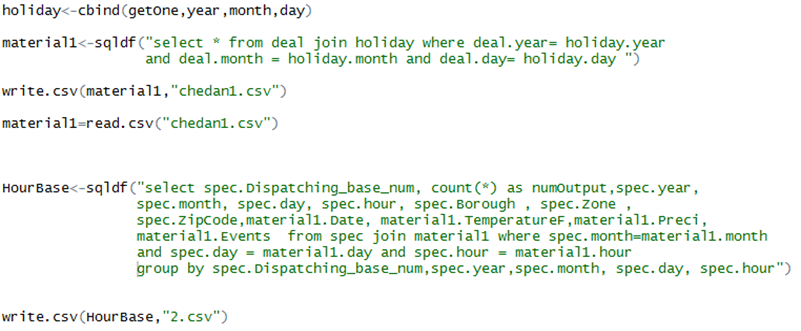 holiday<-cbind(getOne,year,month,day)
material1<-sqldf("select * from deal join holiday where deal.year= holiday.year
and deal.month = holiday.month and deal.day= holiday.day ")
write.csv(material1,"chedan1.csv")
material1=read.csv("chedan1.csv")
HourBase<-sqldf("select spec.Dispatching_base_num, count(*) as numOutput,spec.year,
spec.month, spec.day, spec.hour, spec.Borough , spec.Zone ,
spec.ZipCode,material1.Date, material1.TemperatureF,material1.Preci,
material1.Events  from spec join material1 where spec.month=material1.month
and spec.day = material1.day and spec.hour = material1.hour
group by spec.Dispatching_base_num,spec.year,spec.month, spec.day, spec.hour")
write.csv(HourBase,"2.csv")